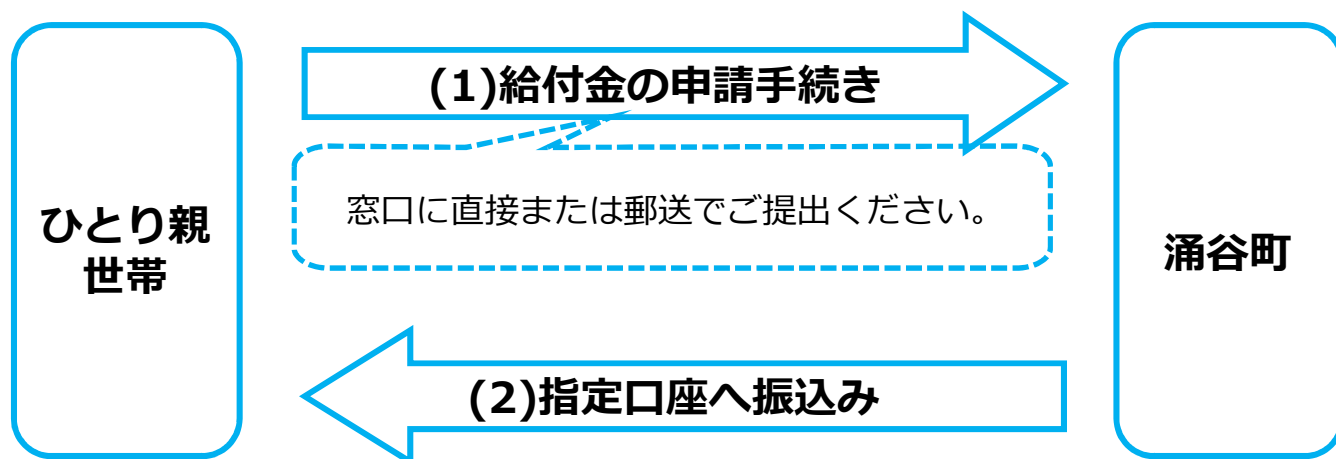 (1)給付金の申請手続き
窓口に直接または郵送でご提出ください。
ひとり親
世帯
涌谷町
(2)指定口座へ振込み